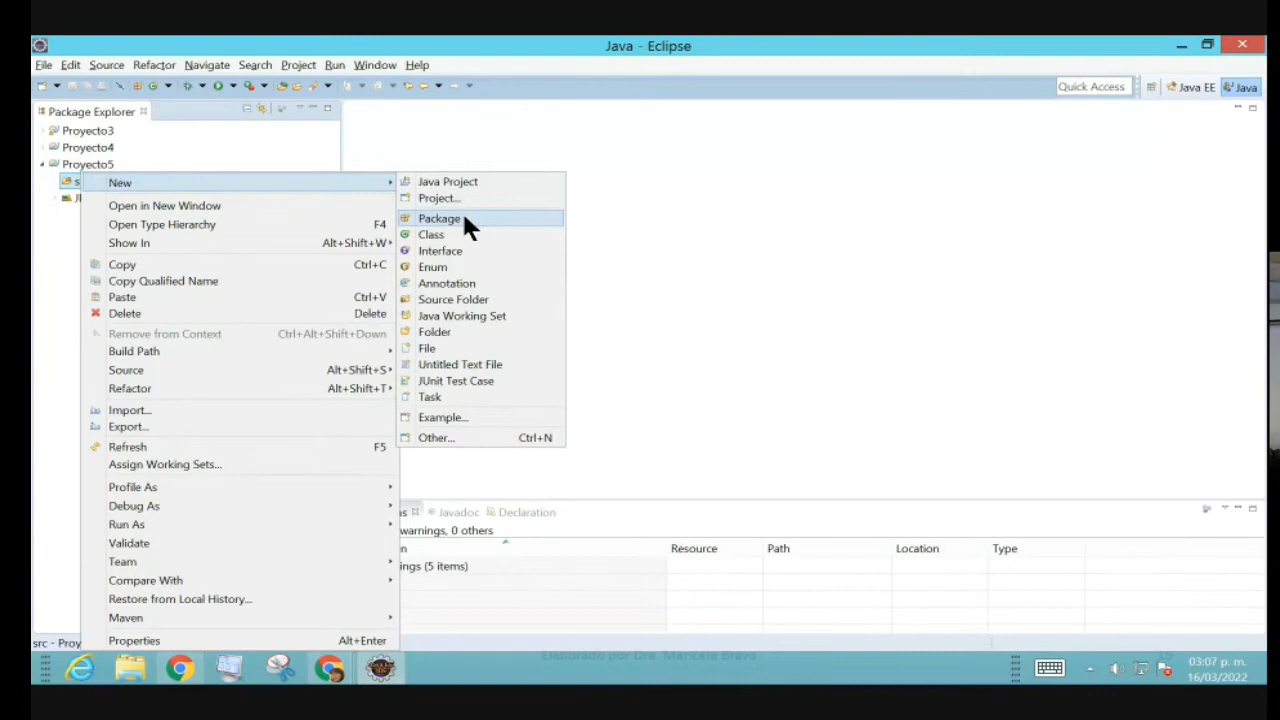 Java - Eclipse
File Edit Source Refactor Navigate Search Project Run Window Help
Quick Access Java EE Java
Package Explorer
Proyecto3
Proyecto4
Proyecto5
New
Open in New Window
Open Type Hierarchy F4
Show In Alt+Shift+W
Copy Ctrl+C
Copy Qualified Name
Paste Ctrl+V
Delete Delete
Remove from Context Ctrl+Alt+Shift+Down
Build Path
Source Alt+Shift+S
Refactor Alt+Shift+T
Import...
Export...
Refresh F5
Assign Working Sets...
Profile As
Debug As
Run As
Validate
Team
Compare With
Restore from Local History...
Maven
Properties Alt+Enter
Java Project
Project...
Package
Class
Interface
Enum
Annotation
Source Folder
Java Working Set
Folder
File
Untitled Text File
JUnit Test Case
Task
Example...
Other... Ctrl+N
Javadoc Declaration
warnings, 0 others
Resource Path Location Type
ings (5 items)
src - Proy
Elaborado por Dra. Maricela Bravo
15
03:07 p. m.
16/03/2022